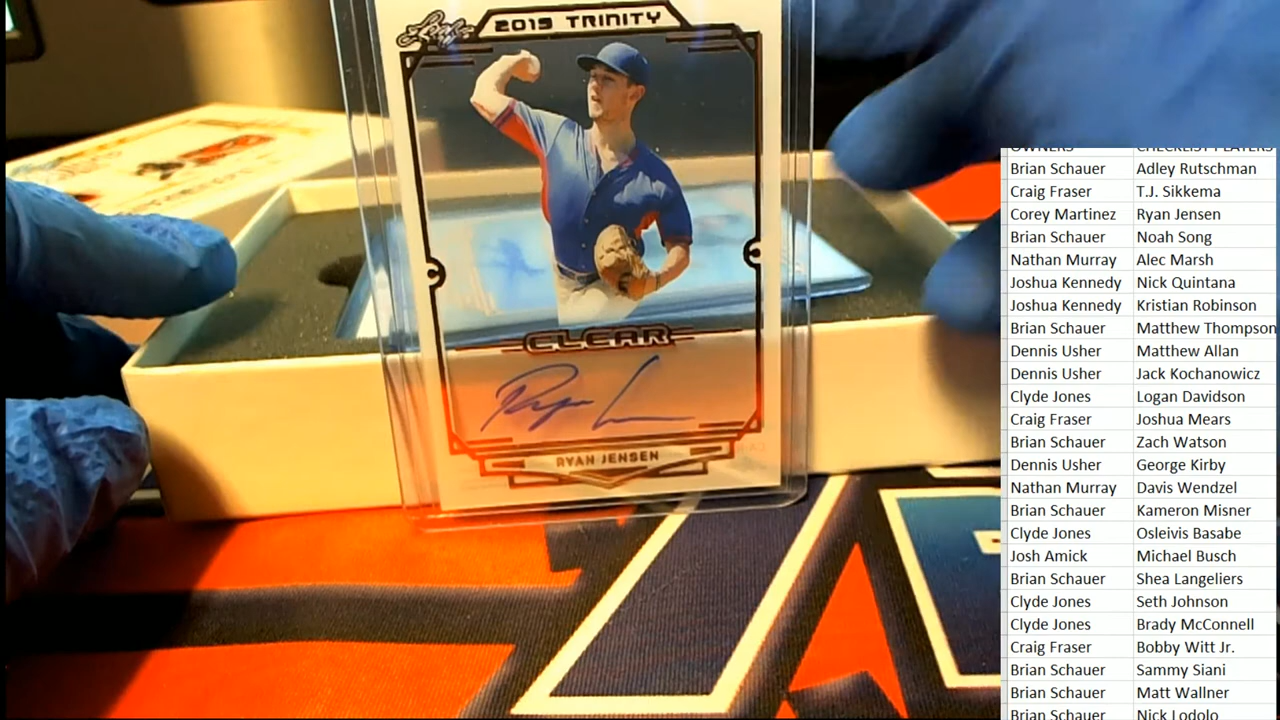 Leaf
2019 TRINITY
CLEAR
RYAN JENSEN
OWNERS CHECKLIST PLAYERS
Brian Schauer Adley Rutschman
Craig Fraser T.J. Sikkema
Corey Martinez Ryan Jensen
Brian Schauer Noah Song
Nathan Murray Alec Marsh
Joshua Kennedy Nick Quintana
Joshua Kennedy Kristian Robinson
Brian Schauer Matthew Thompson
Dennis Usher Matthew Allan
Dennis Usher Jack Kochanowicz
Clyde Jones Logan Davidson
Craig Fraser Joshua Mears
Brian Schauer Zach Watson
Dennis Usher George Kirby
Nathan Murray Davis Wendzel
Brian Schauer Kameron Misner
Clyde Jones Osleivis Basabe
Josh Amick Michael Busch
Brian Schauer Shea Langeliers
Clyde Jones Seth Johnson
Clyde Jones Brady McConnell
Craig Fraser Bobby Witt Jr.
Brian Schauer Sammy Siani
Brian Schauer Matt Wallner
Brian Schauer Nick Lodolo